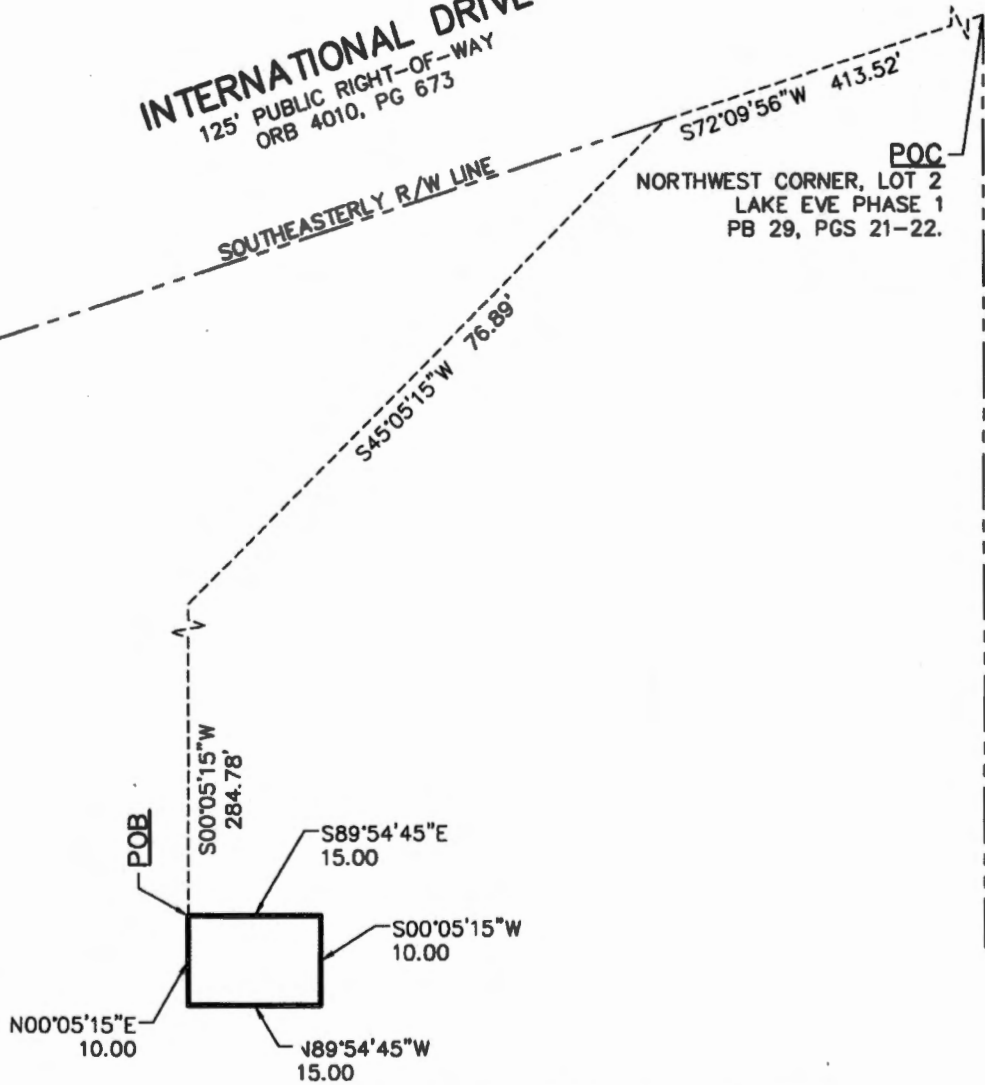 INTERNATIONAL DRIVE
125' PUBLIC RIGHT-OF-WAY
ORB 4010, PG 673
S72°09'56"W 413.52'
POC
NORTHWEST CORNER, LOT 2
LAKE EVE PHASE 1
PB 29, PGS 21-22.
SOUTHEASTERLY R/W LINE
S45°05'15"W 76.89'
S00°05'15"W
284.78'
POB
S89°54'45"E
15.00
S00°05'15"W
10.00
N00°05'15"E
10.00
N89°54'45"W
15.00